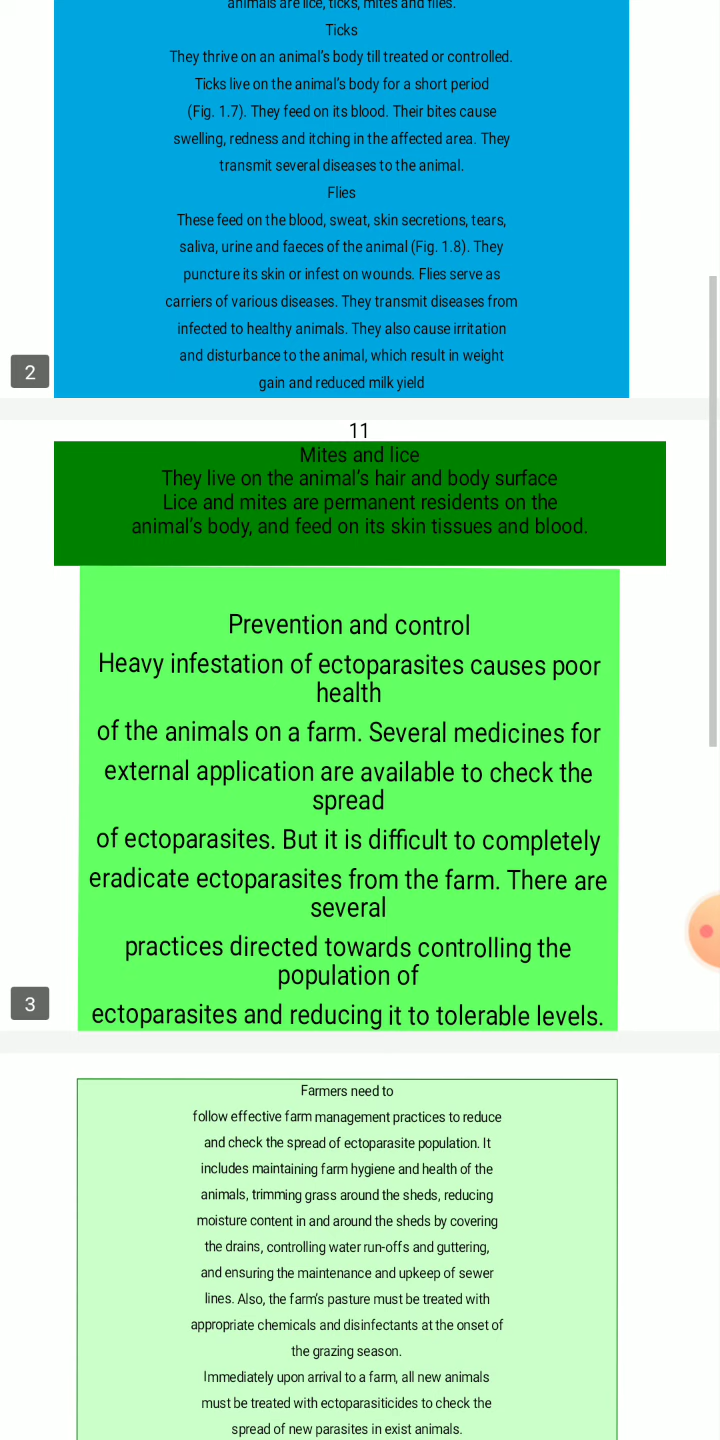 animals are lice, ticks, mites and flies.
Ticks
They thrive on an animal's body till treated or controlled.
Ticks live on the animal's body for a short period
(Fig. 1.7). They feed on its blood. Their bites cause
swelling, redness and itching in the affected area. They
transmit several diseases to the animal.
Flies
These feed on the blood, sweat, skin secretions, tears,
saliva, urine and faeces of the animal (Fig. 1.8). They
puncture its skin or infest on wounds. Flies serve as
carriers of various diseases. They transmit diseases from
infected to healthy animals. They also cause irritation
and disturbance to the animal, which result in weight
gain and reduced milk yield
2
11
Mites and lice
They live on the animal's hair and body surface
Lice and mites are permanent residents on the
animal's body, and feed on its skin tissues and blood.
Prevention and control
Heavy infestation of ectoparasites causes poor
health
of the animals on a farm. Several medicines for
external application are available to check the
spread
of ectoparasites. But it is difficult to completely
eradicate ectoparasites from the farm. There are
several
practices directed towards controlling the
population of
ectoparasites and reducing it to tolerable levels.
3
Farmers need to
follow effective farm management practices to reduce
and check the spread of ectoparasite population. It
includes maintaining farm hygiene and health of the
animals, trimming grass around the sheds, reducing
moisture content in and around the sheds by covering
the drains, controlling water run-offs and guttering,
and ensuring the maintenance and upkeep of sewer
lines. Also, the farm's pasture must be treated with
appropriate chemicals and disinfectants at the onset of
the grazing season.
Immediately upon arrival to a farm, all new animals
must be treated with ectoparasiticides to check the
spread of new parasites in exist animals.